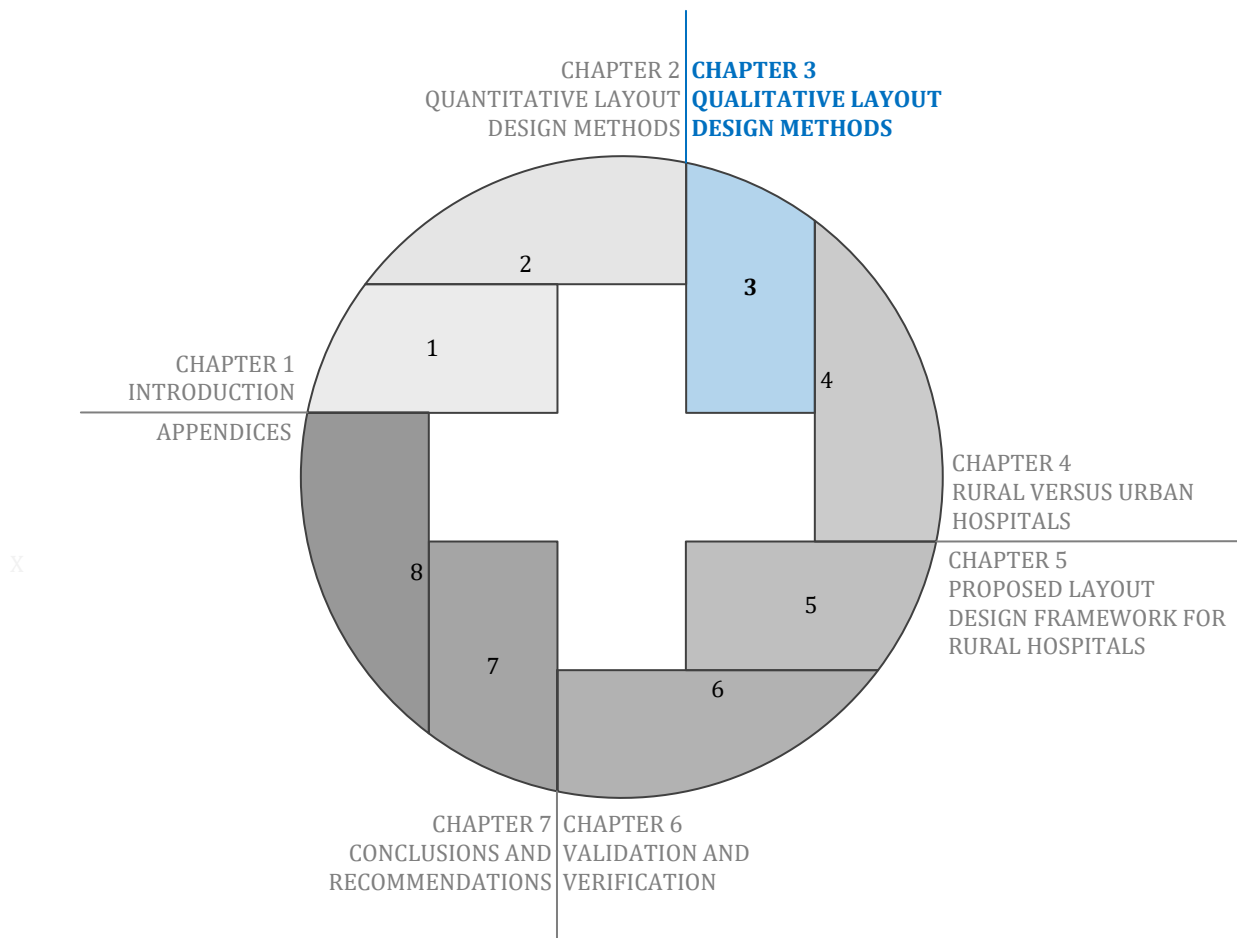 CHAPTER 2
QUANTITATIVE LAYOUT
DESIGN METHODS
CHAPTER 3
QUALITATIVE LAYOUT
DESIGN METHODS
2
3
1
4
CHAPTER 1
INTRODUCTION
APPENDICES
CHAPTER 4
RURAL VERSUS URBAN
HOSPITALS
X
8
CHAPTER 5
PROPOSED LAYOUT
DESIGN FRAMEWORK FOR
RURAL HOSPITALS
5
7
6
CHAPTER 7
CONCLUSIONS AND
RECOMMENDATIONS
CHAPTER 6
VALIDATION AND
VERIFICATION